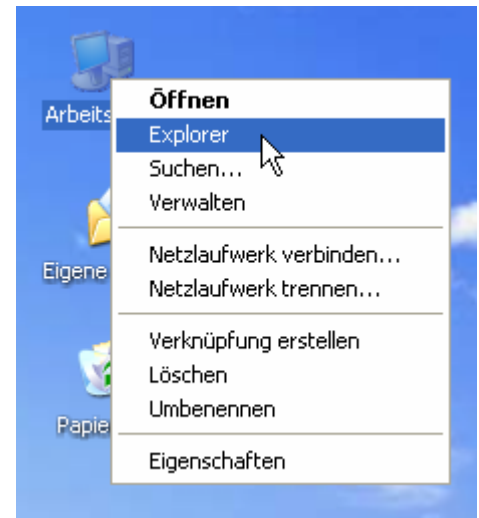 Arbeits
Öffnen
Explorer
Suchen...
Verwalten
Netzlaufwerk verbinden...
Netzlaufwerk trennen...
Eigene
Verknüpfung erstellen
Löschen
Umbenennen
Papie
Eigenschaften